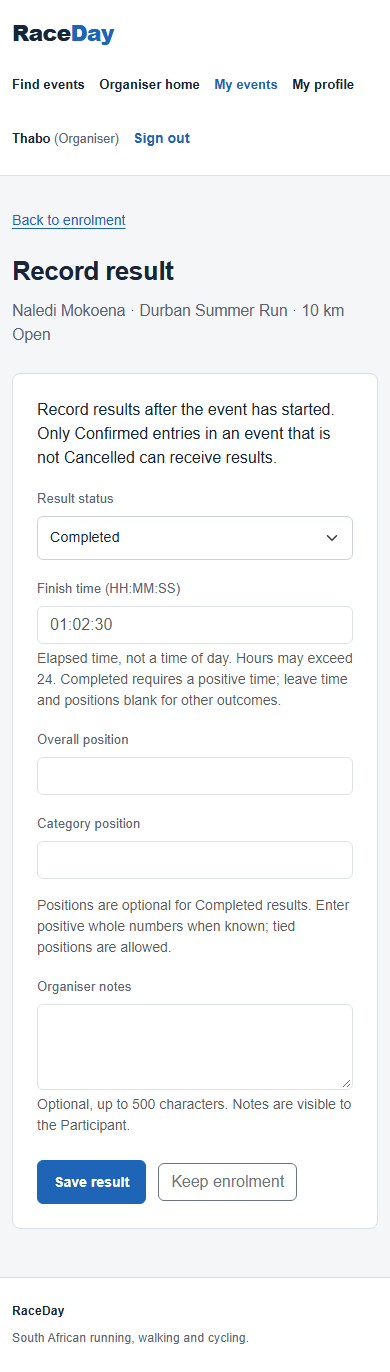 RaceDay
Find events Organiser home My events My profile
Thabo (Organiser) Sign out
Back to enrolment
Record result
Naledi Mokoena · Durban Summer Run · 10 km
Open
Record results after the event has started.
Only Confirmed entries in an event that is
not Cancelled can receive results.
Result status
Completed
Finish time (HH:MM:SS)
01:02:30
Elapsed time, not a time of day. Hours may exceed
24. Completed requires a positive time; leave time
and positions blank for other outcomes.
Overall position
Category position
Positions are optional for Completed results. Enter
positive whole numbers when known; tied
positions are allowed.
Organiser notes
Optional, up to 500 characters. Notes are visible to
the Participant.
Save result Keep enrolment
RaceDay
South African running, walking and cycling.